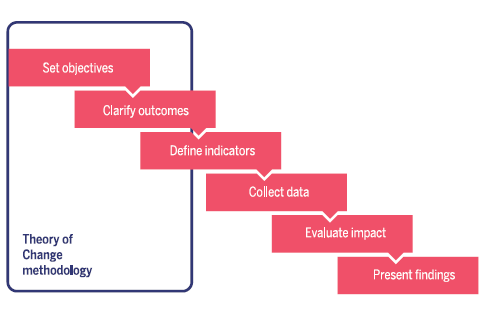 Set objectives
Clarify outcomes
Define indicators
Collect data
Evaluate impact
Present findings
Theory of
Change
methodology